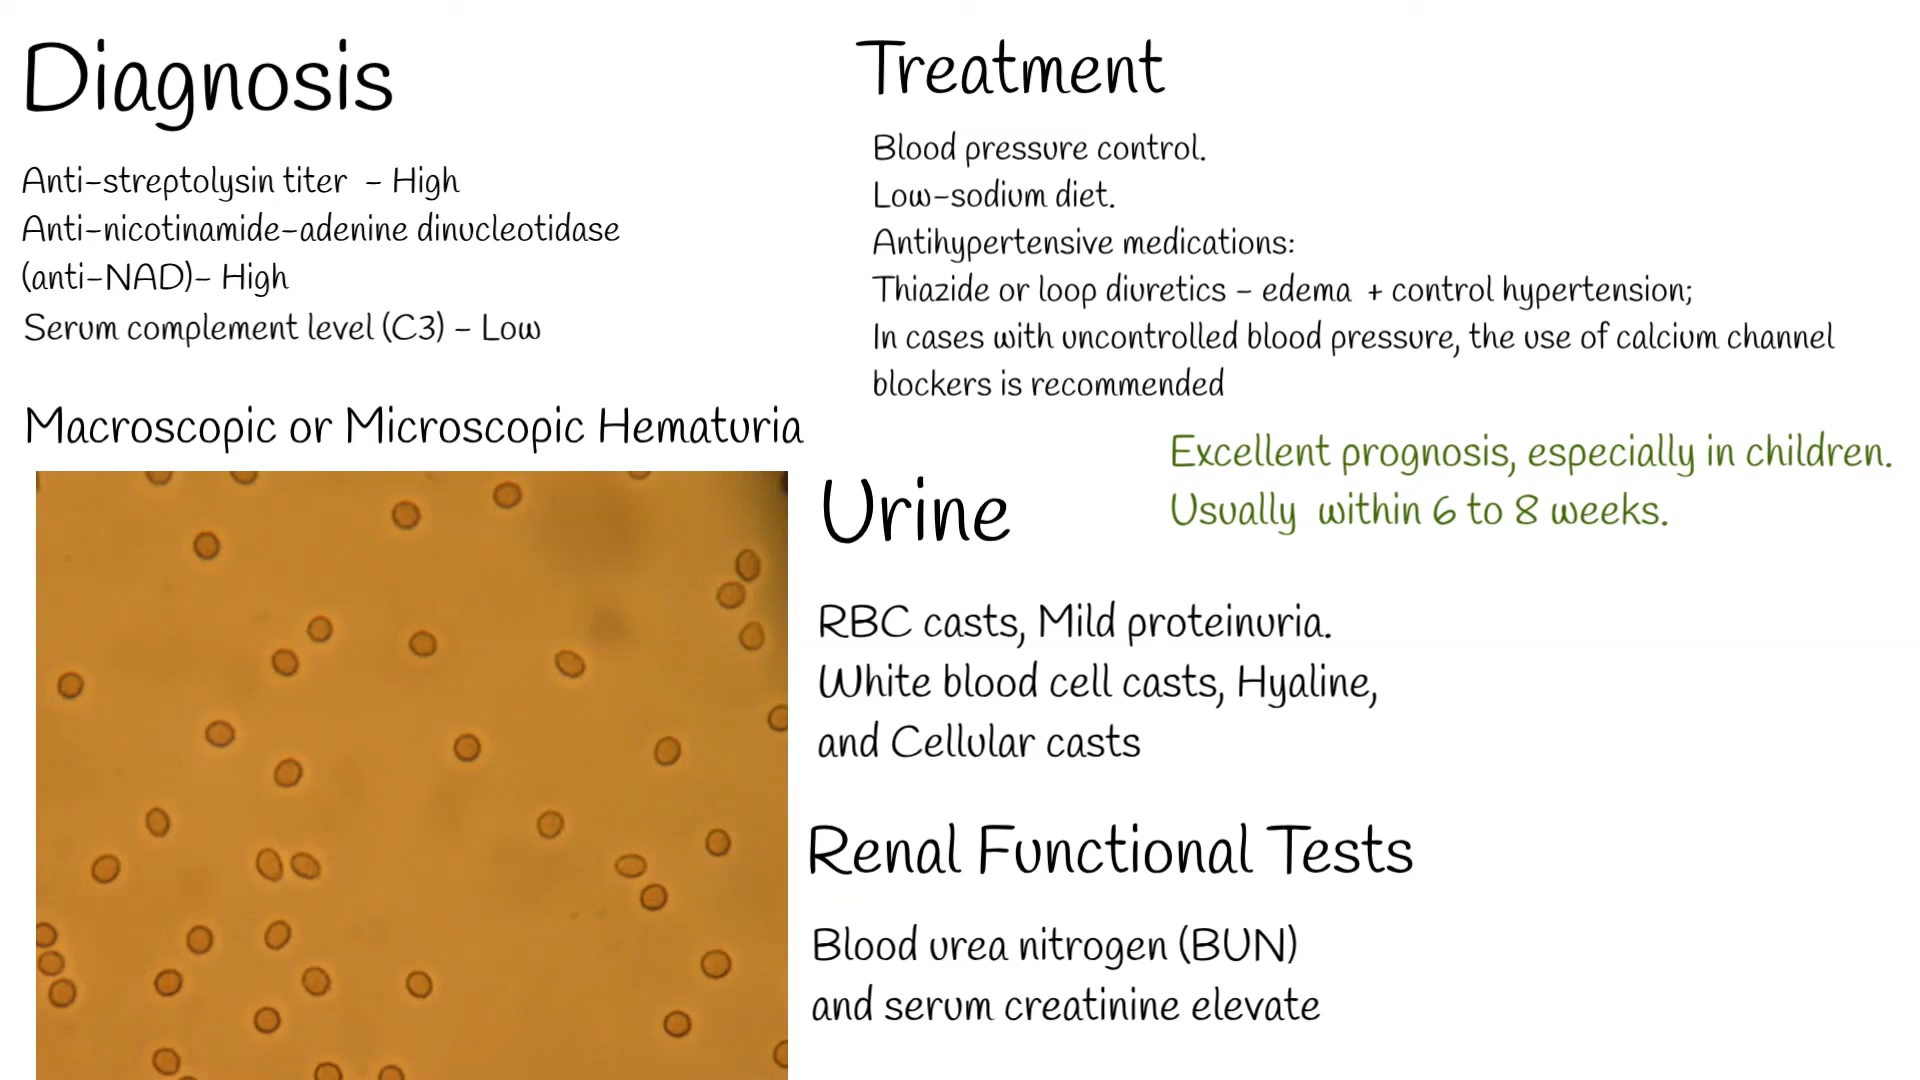 Diagnosis
Anti-streptolysin titer - High
Anti-nicotinamide-adenine dinucleotidase
(anti-NAD)- High
Serum complement level (C3) - Low
Macroscopic or Microscopic Hematuria
Treatment
Blood pressure control.
Low-sodium diet.
Antihypertensive medications:
Thiazide or loop diuretics - edema + control hypertension;
In cases with uncontrolled blood pressure, the use of calcium channel
blockers is recommended
Excellent prognosis, especially in children.
Usually within 6 to 8 weeks.
Urine
RBC casts, Mild proteinuria.
White blood cell casts, Hyaline,
and Cellular casts
Renal Functional Tests
Blood urea nitrogen (BUN)
and serum creatinine elevate